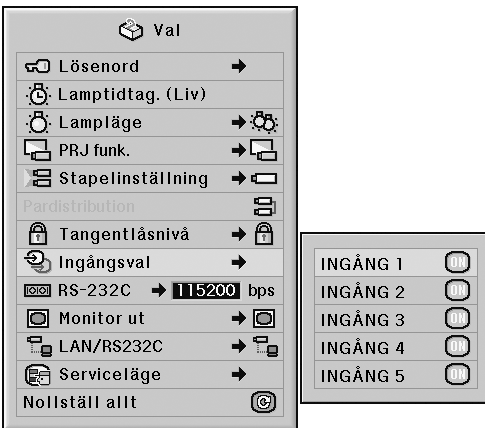 Val
Lösenord
Lamptidtag. (Liv)
Lampläge
PRJ funk.
Stapelinställning
Pardistribution
Tangentlåsnivå
Ingångsval
RS-232C 115200 bps
Monitor ut
LAN/RS232C
Serviceläge
Nollställ allt
INGÅNG 1 ON
INGÅNG 2 ON
INGÅNG 3 ON
INGÅNG 4 ON
INGÅNG 5 ON